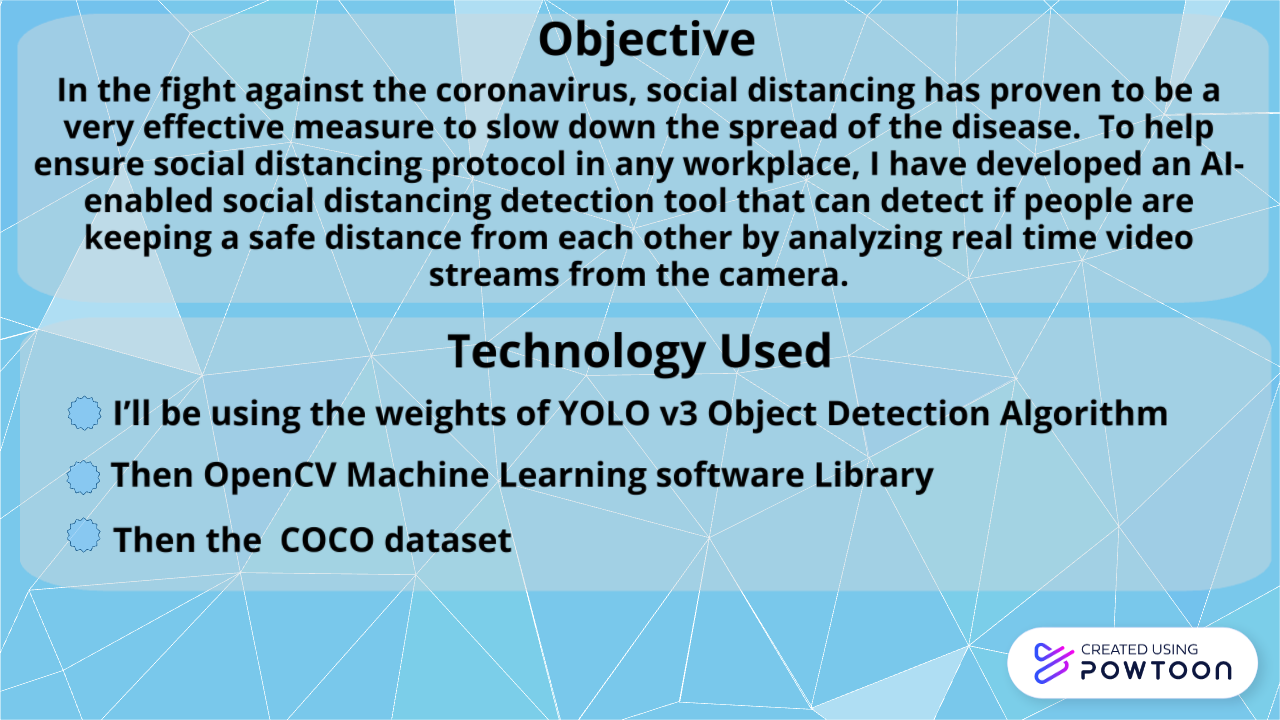 Objective
In the fight against the coronavirus, social distancing has proven to be a
very effective measure to slow down the spread of the disease.  To help
ensure social distancing protocol in any workplace, I have developed an AI-
enabled social distancing detection tool that can detect if people are
keeping a safe distance from each other by analyzing real time video
streams from the camera.
Technology Used
I’ll be using the weights of YOLO v3 Object Detection Algorithm
Then OpenCV Machine Learning software Library
Then the  COCO dataset
CREATED USING
POWTOON